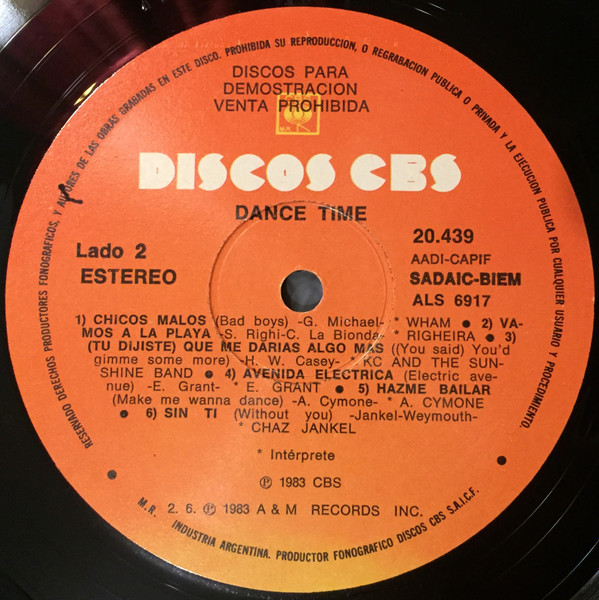 RESERVADO DERECHOS PRODUCTORES FONOGRAFICOS, Y AUTORES DE LAS OBRAS GRABADAS EN ESTE DISCO. PROHIBIDA SU REPRODUCCION, O REGRABACION PUBLICA O PRIVADA Y LA EJECUCION PUBLICA POR CUALQUIER USUARIO Y PROCEDIMIENTO.
DISCOS PARA
DEMOSTRACION
VENTA PROHIBIDA
M.R.
DISCOS CBS
DANCE TIME
Lado 2
ESTEREO
20.439
AADI-CAPIF
SADAIC-BIEM
ALS 6917
1) CHICOS MALOS (Bad boys) -G. Michael- * WHAM ● 2) VA-
MOS A LA PLAYA -S. Righi-C. La Bionda- * RIGHEIRA ● 3)
(TU DIJISTE) QUE ME DARIAS ALGO MAS ((You said) You'd
gimme some more) -H. W. Casey- * KC AND THE SUN-
SHINE BAND ● 4) AVENIDA ELECTRICA (Electric ave-
nue) -E. Grant- * E. GRANT ● 5) HAZME BAILAR
(Make me wanna dance) -A. Cymone- * A. CYMONE
● 6) SIN TI (Without you) -Jankel-Weymouth-
* CHAZ JANKEL
* Intérprete
℗ 1983 CBS
2. 6. ℗ 1983 A & M RECORDS INC.
M.R. INDUSTRIA ARGENTINA. PRODUCTOR FONOGRAFICO DISCOS CBS S.A.I.C.F.